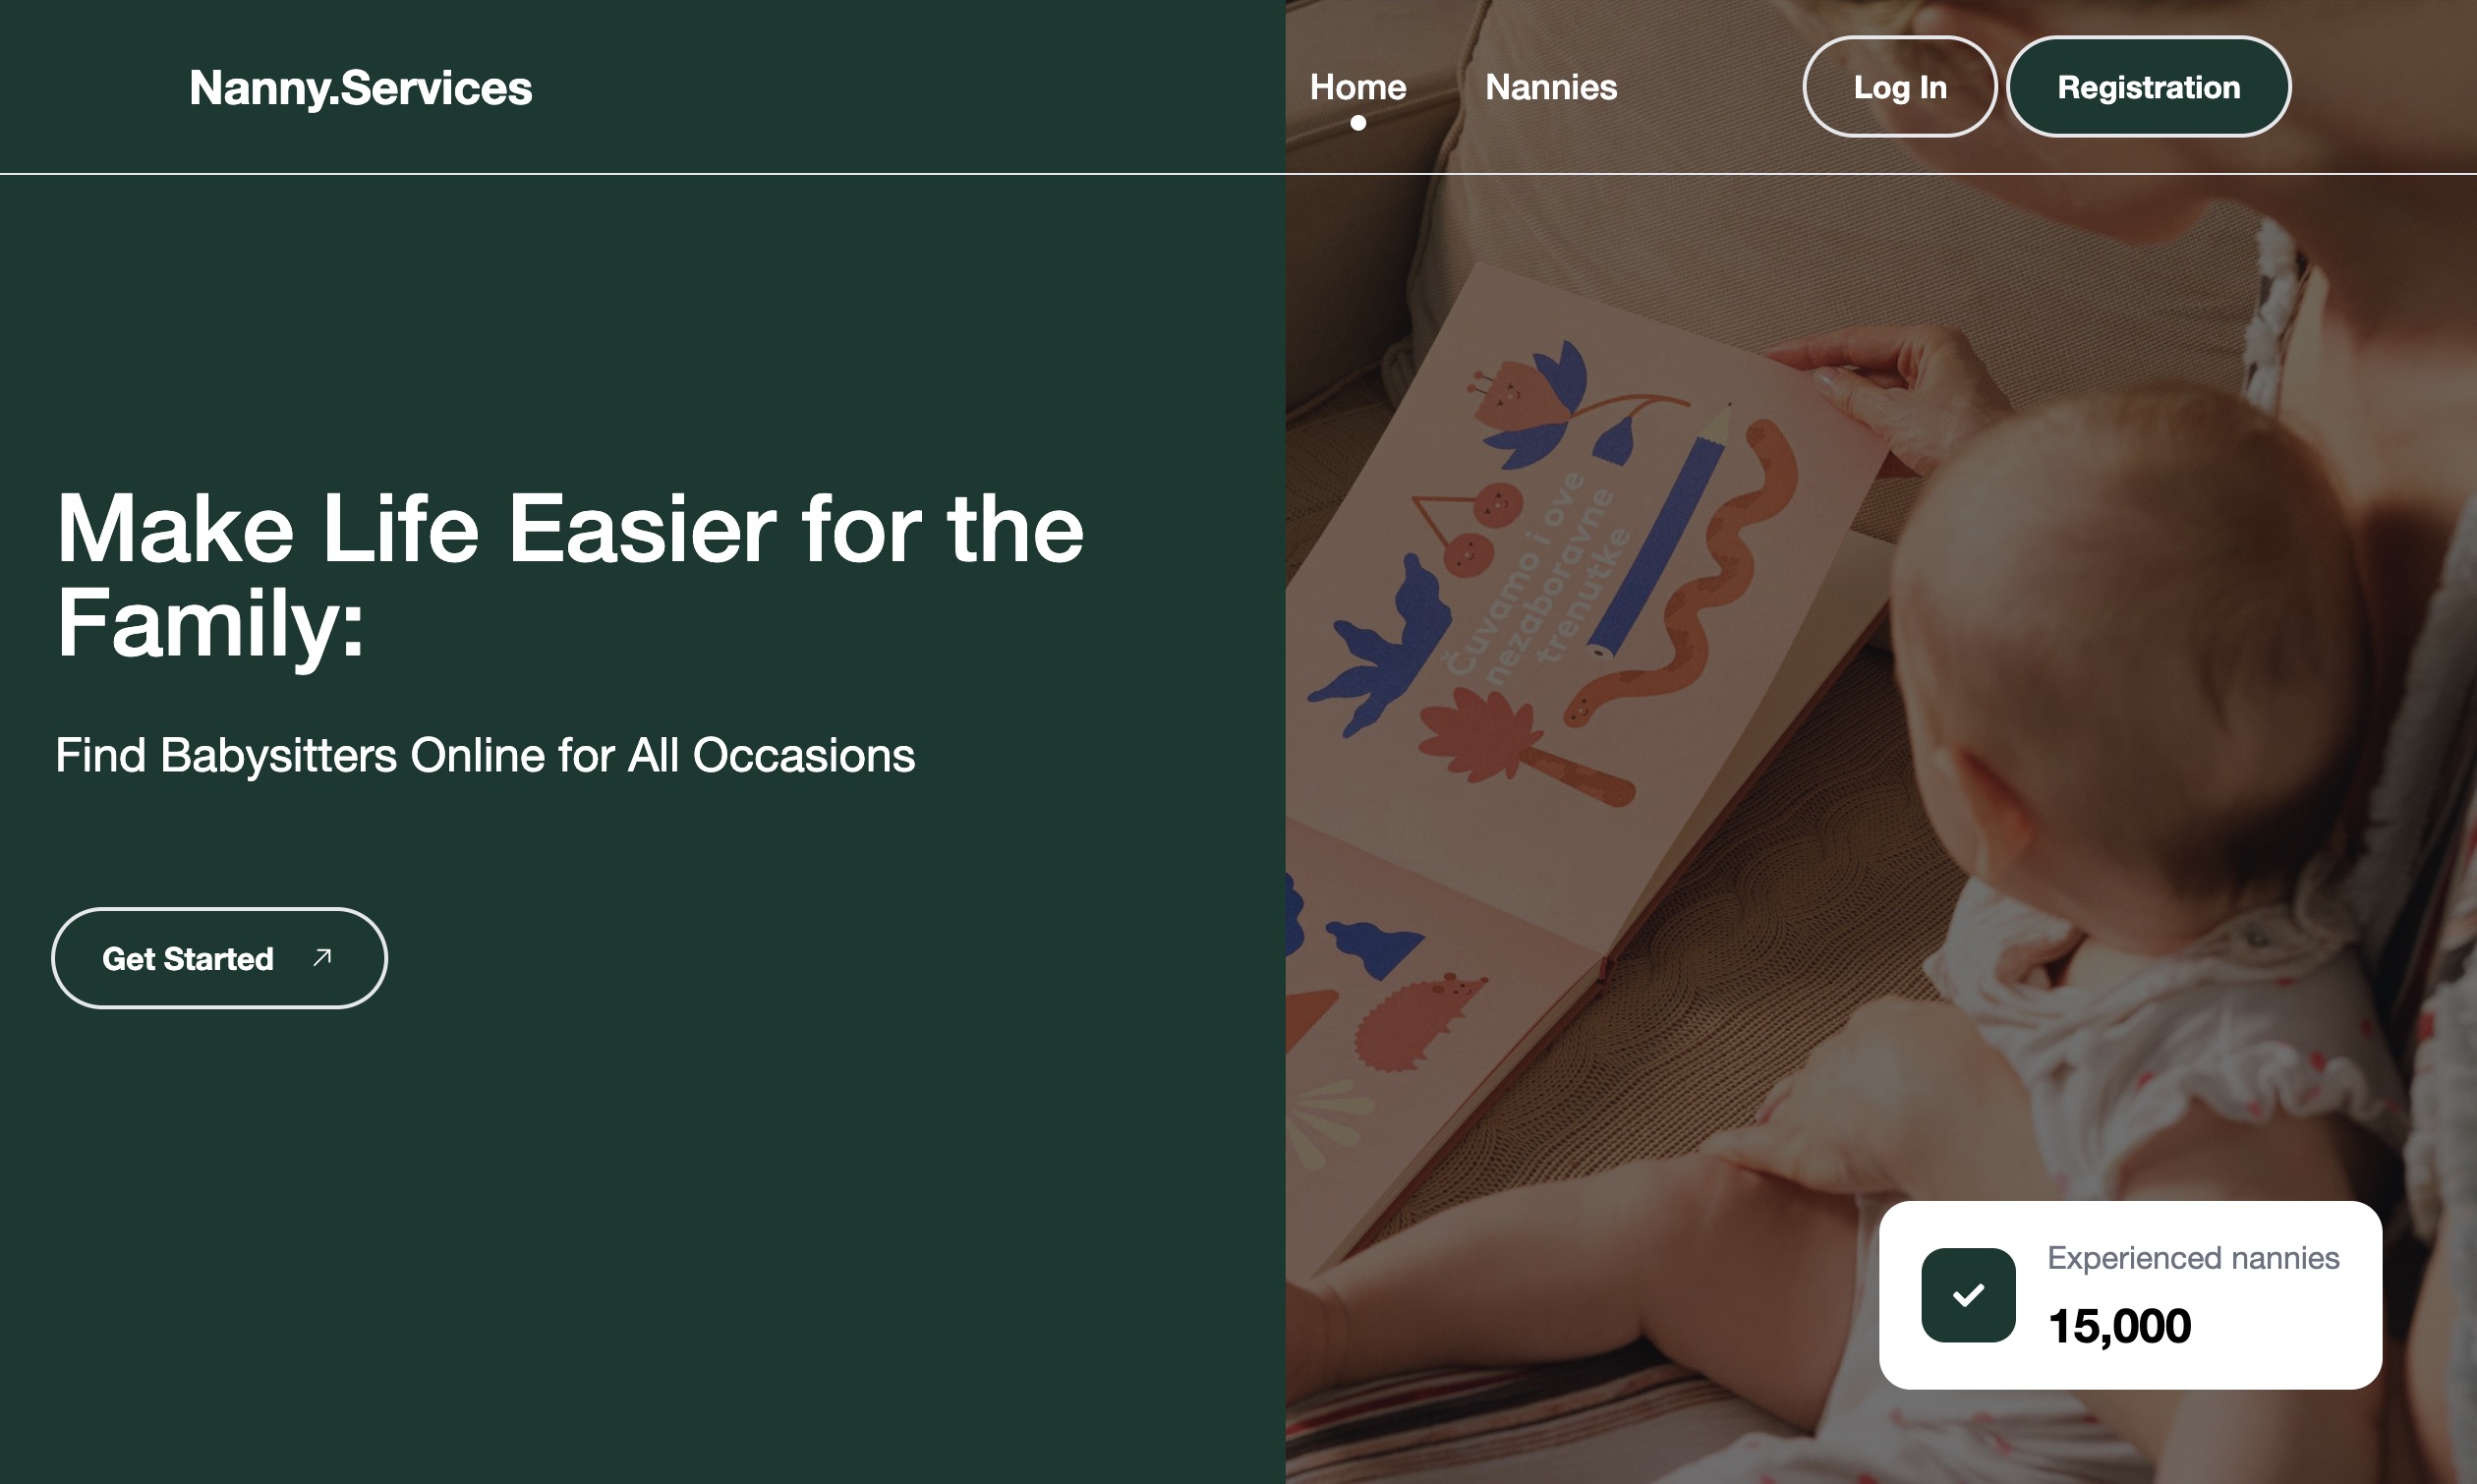 Nanny.Services
Home
Nannies
Log In
Registration
Make Life Easier for the
Family:
Find Babysitters Online for All Occasions
Get Started
Čuvamo i ove
nezaboravne
trenutke
Experienced nannies
15,000